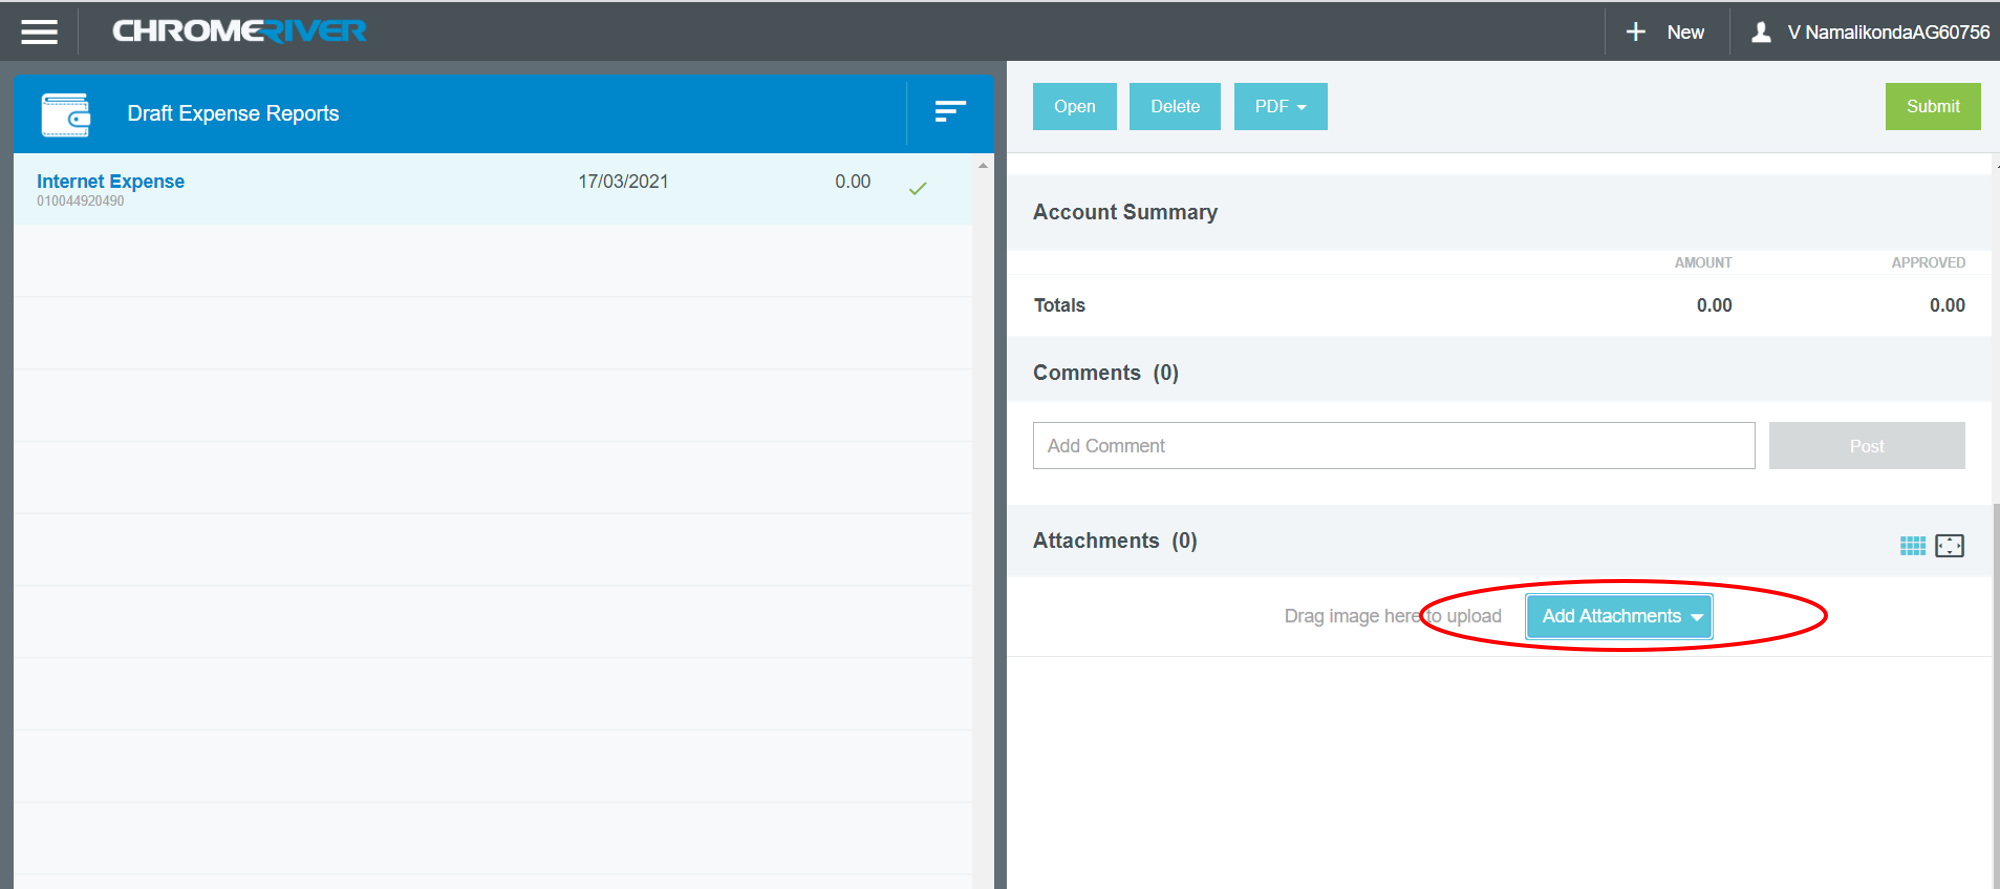 CHROMERIVER
New
V NamalikondaAG60756
Draft Expense Reports
Internet Expense 17/03/2021 0.00
010044920490
Open Delete PDF Submit
Account Summary
AMOUNT APPROVED
Totals 0.00 0.00
Comments (0)
Add Comment Post
Attachments (0)
Drag image here to upload Add Attachments